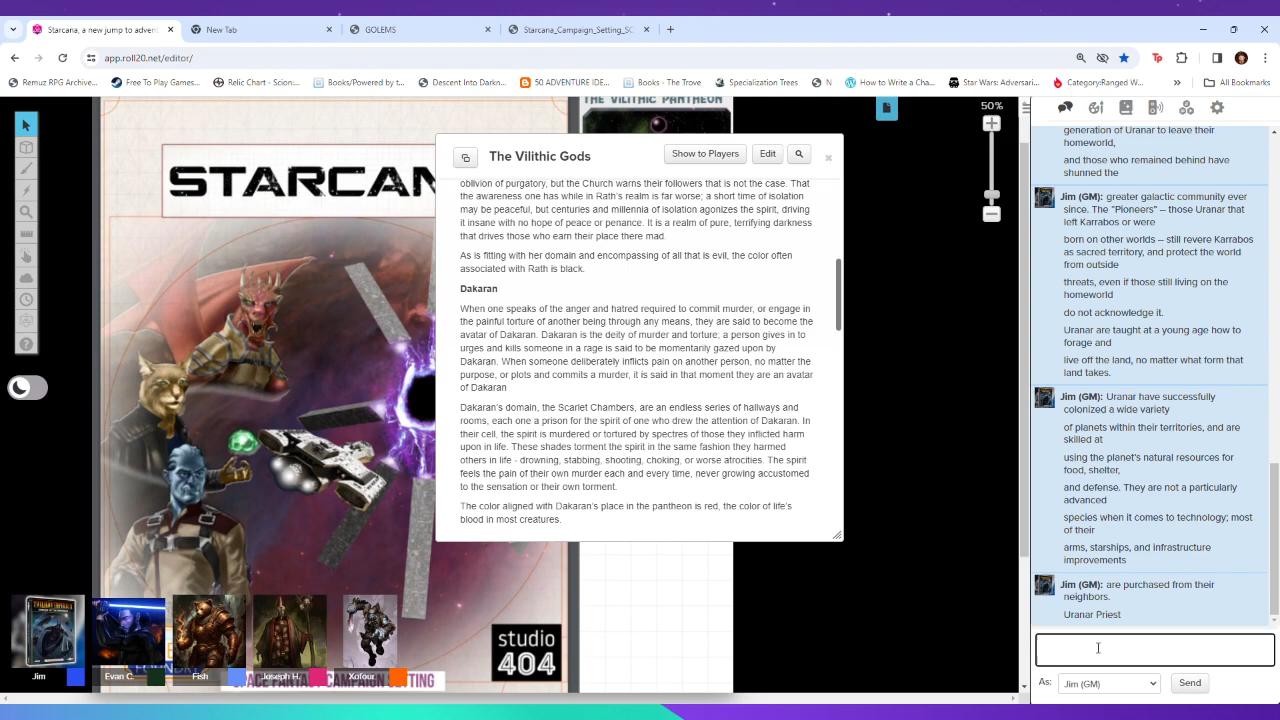 Starcana, a new jump to adven
New Tab
GOLEMS
Starcana_Campaign_Setting_SC
app.roll20.net/editor/
Remuz RPG Archive...
Free To Play Games...
Relic Chart - Scion:...
Books/Powered by t...
Descent Into Darkn...
50 ADVENTURE IDE...
Books - The Trove
Specialization Trees
N
How to Write a Cha...
Star Wars: Adversari...
Category:Ranged W...
All Bookmarks
THE VILITHIC PANTHEON
50%
STARCAN
The Vilithic Gods
Show to Players
Edit
oblivion of purgatory, but the Church warns their followers that is not the case. That
the awareness one has while in Rath's realm is far worse; a short time of isolation
may be peaceful, but centuries and millennia of isolation agonizes the spirit, driving
it insane with no hope of peace or penance. It is a realm of pure, terrifying darkness
that drives those who earn their place there mad.
As is fitting with her domain and encompassing of all that is evil, the color often
associated with Rath is black.
Dakaran
When one speaks of the anger and hatred required to commit murder, or engage in
the painful torture of another being through any means, they are said to become the
avatar of Dakaran. Dakaran is the deity of murder and torture; a person gives in to
urges and kills someone in a rage is said to be momentarily gazed upon by
Dakaran. When someone deliberately inflicts pain on another person, no matter the
purpose, or plots and commits a murder, it is said in that moment they are an avatar
of Dakaran
Dakaran's domain, the Scarlet Chambers, are an endless series of hallways and
rooms, each one a prison for the spirit of one who drew the attention of Dakaran. In
their cell, the spirit is murdered or tortured by spectres of those they inflicted harm
upon in life. These shades torment the spirit in the same fashion they harmed
others in life - drowning, stabbing, shooting, choking, or worse atrocities. The spirit
feels the pain of their own murder each and every time, never growing accustomed
to the sensation or their own torment.
The color aligned with Dakaran's place in the pantheon is red, the color of life's
blood in most creatures.
studio
404
SPACE FANTASY CAMPAIGN SETTING
Jim
Evan C.
Fish
Joseph H.
Xofour
generation of Uranar to leave their
homeworld,
and those who remained behind have
shunned the
Jim (GM): greater galactic community ever
since. The "Pioneers" – those Uranar that
left Karrabos or were
born on other worlds – still revere Karrabos
as sacred territory, and protect the world
from outside
threats, even if those still living on the
homeworld
do not acknowledge it.
Uranar are taught at a young age how to
forage and
live off the land, no matter what form that
land takes.
Jim (GM): Uranar have successfully
colonized a wide variety
of planets within their territories, and are
skilled at
using the planet's natural resources for
food, shelter,
and defense. They are not a particularly
advanced
species when it comes to technology; most
of their
arms, starships, and infrastructure
improvements
Jim (GM): are purchased from their
neighbors.
Uranar Priest
As:
Jim (GM)
Send